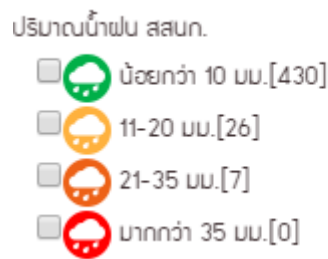 ปริมาณน้ำฝน สสนก.
น้อยกว่า 10 มม.[430]
11-20 มม.[26]
21-35 มม.[7]
มากกว่า 35 มม.[0]